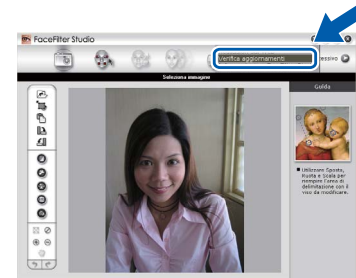 FaceFilter Studio
Verifica aggiornamenti
essivo
Seleziona immagine
Guida
Utilizzare Sposta,
Ruota e Scala per
riempire l'area di
delimitazione con il
viso da modificare.